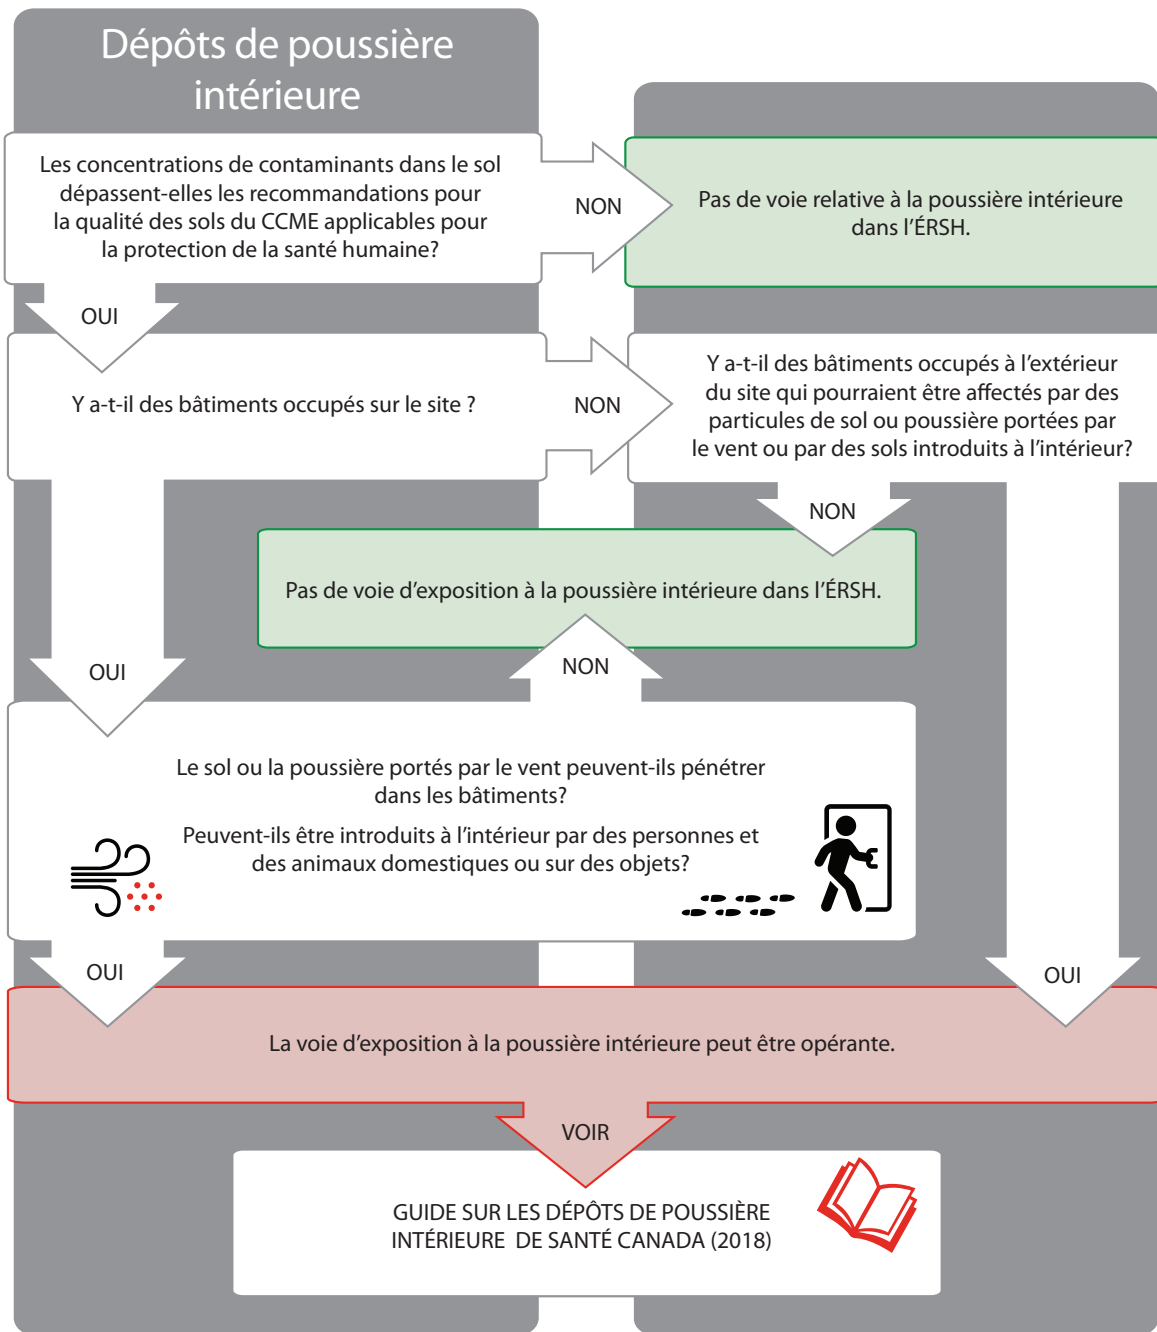 Dépôts de poussière
intérieure
Les concentrations de contaminants dans le sol
dépassent-elles les recommandations pour
la qualité des sols du CCME applicables pour
la protection de la santé humaine?
NON
Pas de voie relative à la poussière intérieure
dans l'ÉRSH.
OUI
Y a-t-il des bâtiments occupés sur le site ?
NON
Y a-t-il des bâtiments occupés à l'extérieur
du site qui pourraient être affectés par des
particules de sol ou poussière portées par
le vent ou par des sols introduits à l'intérieur?
NON
Pas de voie d'exposition à la poussière intérieure dans l'ÉRSH.
OUI
NON
Le sol ou la poussière portés par le vent peuvent-ils pénétrer
dans les bâtiments?
Peuvent-ils être introduits à l'intérieur par des personnes et
des animaux domestiques ou sur des objets?
OUI
OUI
La voie d'exposition à la poussière intérieure peut être opérante.
VOIR
GUIDE SUR LES DÉPÔTS DE POUSSIÈRE
INTÉRIEURE DE SANTÉ CANADA (2018)